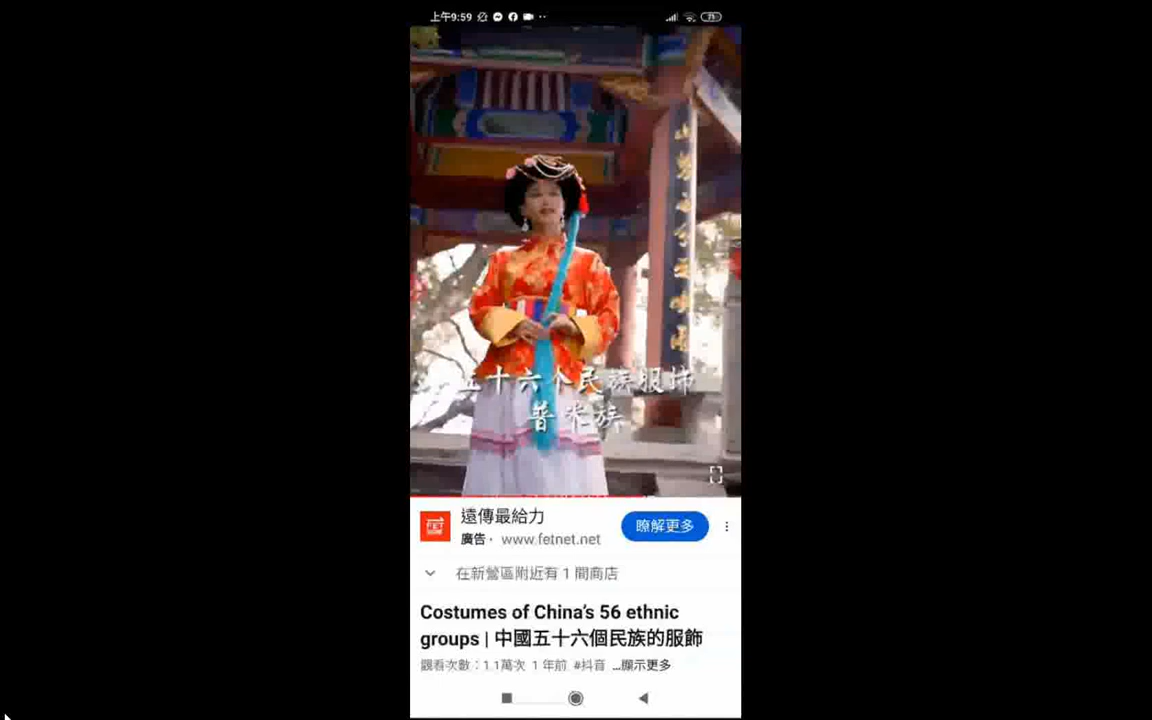 上午9:59
71
五十六个民族服饰
普米族
FET
遠傳最給力
瞭解更多
廣告· www.fetnet.net
在新營區附近有 1 間商店
Costumes of China's 56 ethnic
groups | 中國五十六個民族的服飾
觀看次數：1.1萬次 1 年前 #抖音 ...顯示更多